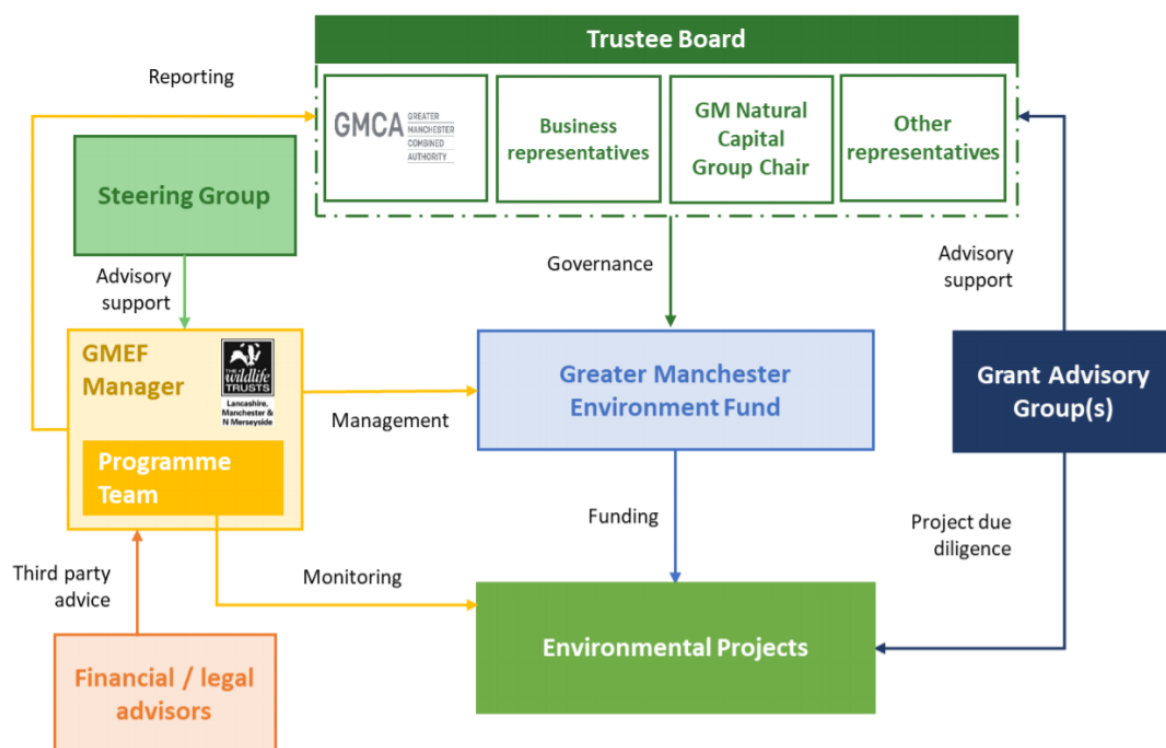 Trustee Board
Reporting
GMCA
GREATER
MANCHESTER
COMBINED
AUTHORITY
Business
representatives
GM Natural
Capital
Group Chair
Other
representatives
Steering Group
Advisory
support
Governance
Advisory
support
GMEF
Manager
THE
wildlife
TRUSTS
Lancashire,
Manchester &
N Merseyside
Programme
Team
Management
Greater Manchester
Environment Fund
Grant Advisory
Group(s)
Funding
Project due
diligence
Third party
advice
Monitoring
Environmental Projects
Financial / legal
advisors